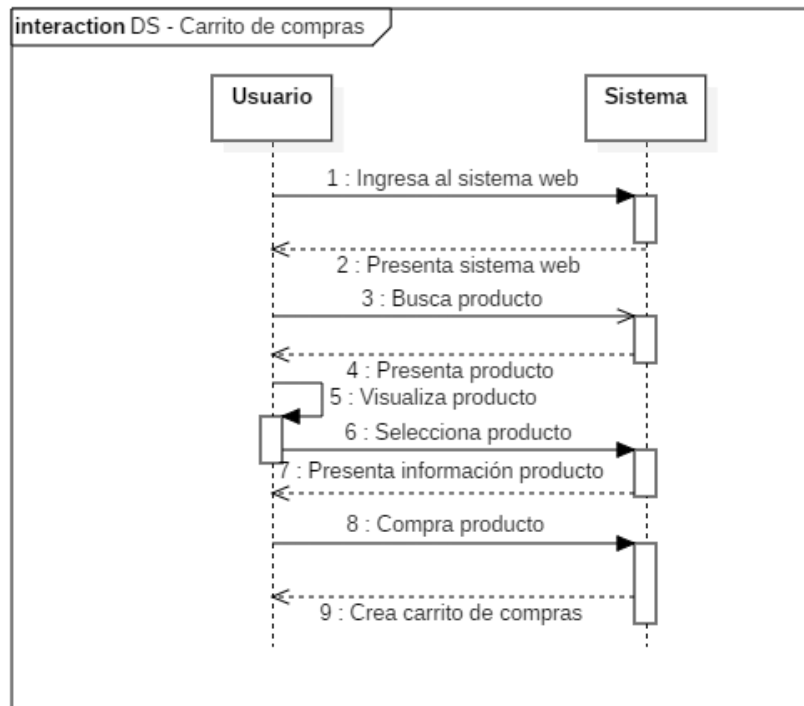 interaction DS - Carrito de compras
Usuario
Sistema
1 : Ingresa al sistema web
2 : Presenta sistema web
3 : Busca producto
4 : Presenta producto
5 : Visualiza producto
6 : Selecciona producto
7 : Presenta información producto
8 : Compra producto
9 : Crea carrito de compras